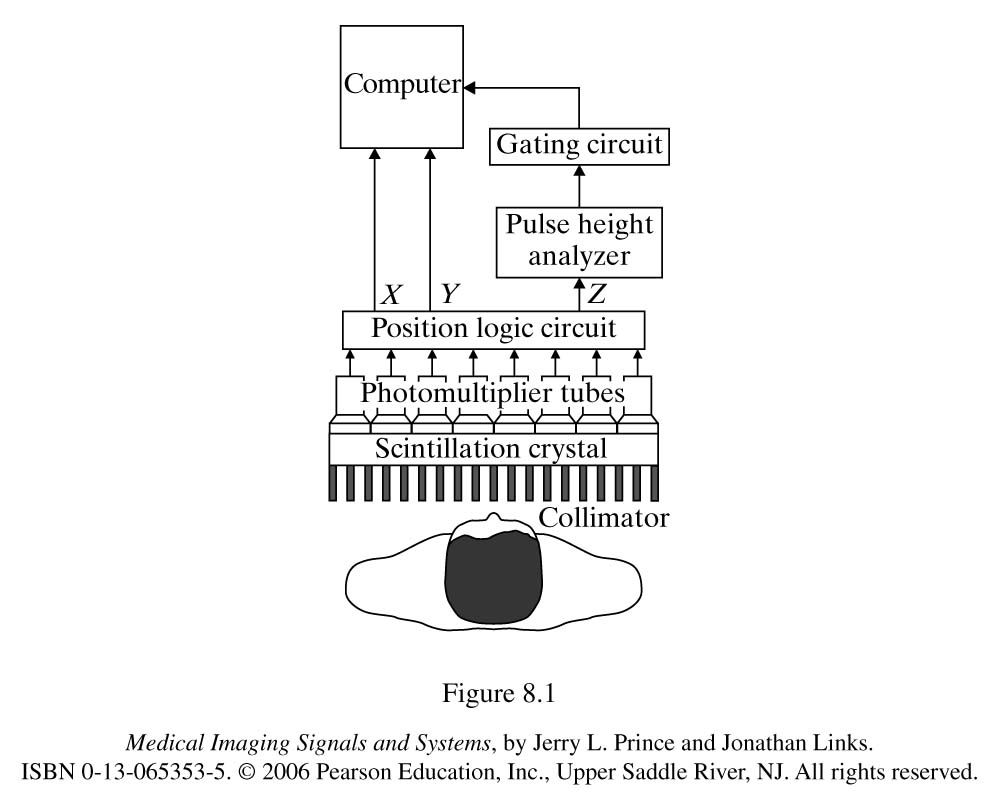 Computer
Gating circuit
Pulse height
analyzer
X
Y
Z
Position logic circuit
Photomultiplier tubes
Scintillation crystal
Collimator
Figure 8.1
Medical Imaging Signals and Systems, by Jerry L. Prince and Jonathan Links.
ISBN 0-13-065353-5. © 2006 Pearson Education, Inc., Upper Saddle River, NJ. All rights reserved.